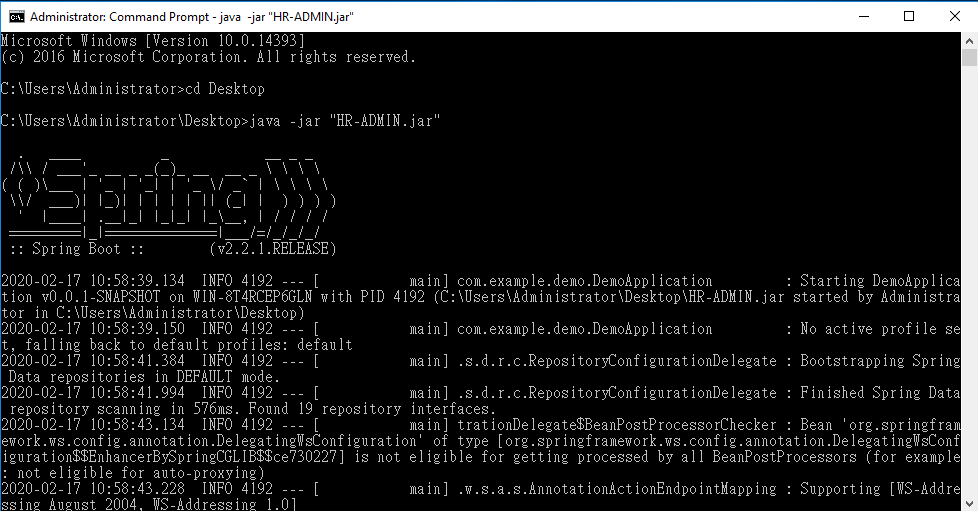 Administrator: Command Prompt - java  -jar "HR-ADMIN.jar"
Microsoft Windows [Version 10.0.14393]
(c) 2016 Microsoft Corporation. All rights reserved.
C:\Users\Administrator>cd Desktop
C:\Users\Administrator\Desktop>java -jar "HR-ADMIN.jar"
  .   ____          _            __ _ _
 /\\ / ___'_ __ _ _(_)_ __  __ _ \ \ \ \
( ( )\___ | '_ | '_| | '_ \/ _` | \ \ \ \
 \\/  ___)| |_)| | | | | || (_| |  ) ) ) )
  '  |____| .__|_| |_|_| |_\__, | / / / /
 =========|_|==============|___/=/_/_/_/
 :: Spring Boot ::        (v2.2.1.RELEASE)
2020-02-17 10:58:39.134  INFO 4192 --- [           main] com.example.demo.DemoApplication         : Starting DemoApplica
tion v0.0.1-SNAPSHOT on WIN-8T4RCEP6GLN with PID 4192 (C:\Users\Administrator\Desktop\HR-ADMIN.jar started by Administra
tor in C:\Users\Administrator\Desktop)
2020-02-17 10:58:39.150  INFO 4192 --- [           main] com.example.demo.DemoApplication         : No active profile se
t, falling back to default profiles: default
2020-02-17 10:58:41.384  INFO 4192 --- [           main] .s.d.r.c.RepositoryConfigurationDelegate : Bootstrapping Spring
 Data repositories in DEFAULT mode.
2020-02-17 10:58:41.994  INFO 4192 --- [           main] .s.d.r.c.RepositoryConfigurationDelegate : Finished Spring Data
 repository scanning in 576ms. Found 19 repository interfaces.
2020-02-17 10:58:43.134  INFO 4192 --- [           main] trationDelegate$BeanPostProcessorChecker : Bean 'org.springfram
ework.ws.config.annotation.DelegatingWsConfiguration' of type [org.springframework.ws.config.annotation.DelegatingWsConf
iguration$$EnhancerBySpringCGLIB$$ce730227] is not eligible for getting processed by all BeanPostProcessors (for example
: not eligible for auto-proxying)
2020-02-17 10:58:43.228  INFO 4192 --- [           main] .w.s.a.s.AnnotationActionEndpointMapping : Supporting [WS-Addre
ssing August 2004, WS-Addressing 1.0]